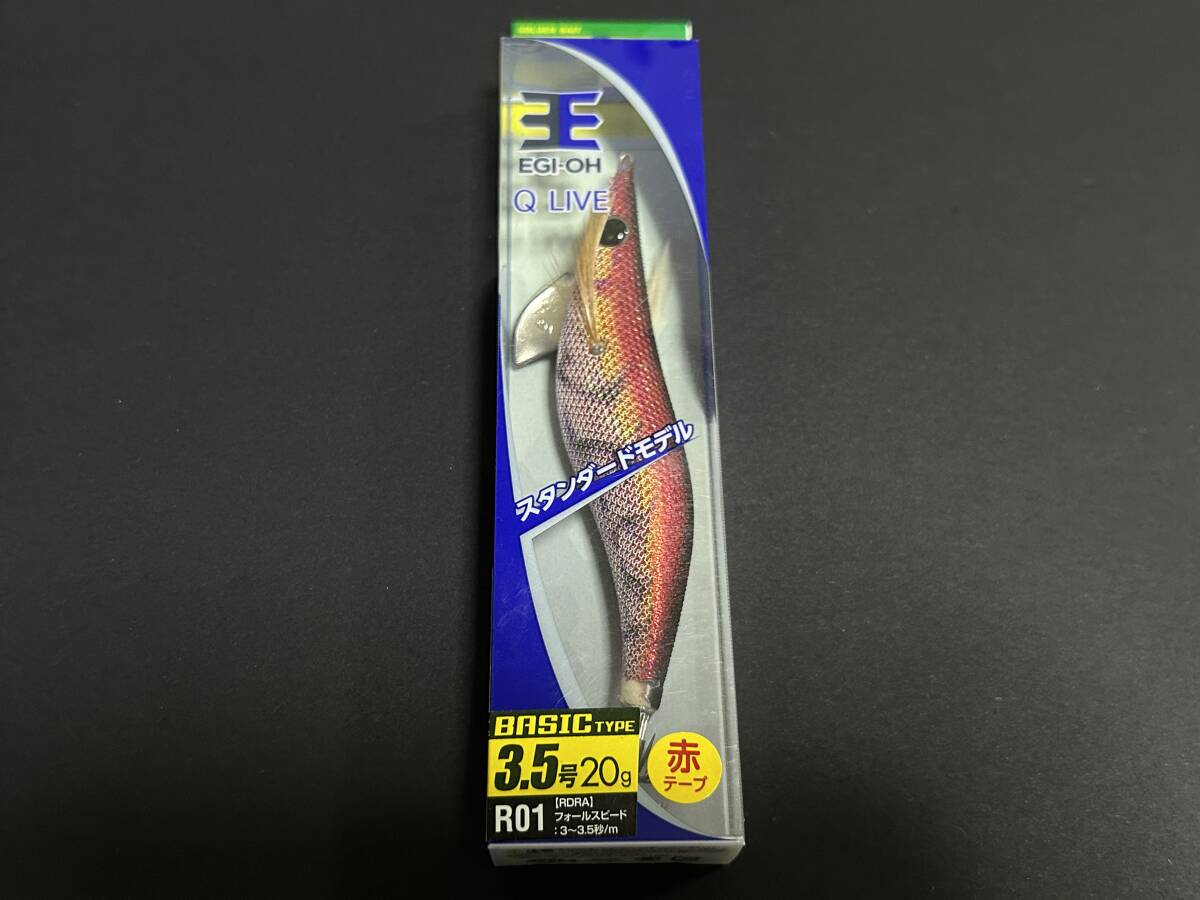 GOLDEN BAIT
EGI-OH
Q LIVE
スタンダードモデル
BASIC TYPE
3.5号20g
赤
テープ
R01
【RDRA】
フォールスピード
:3〜3.5秒/m